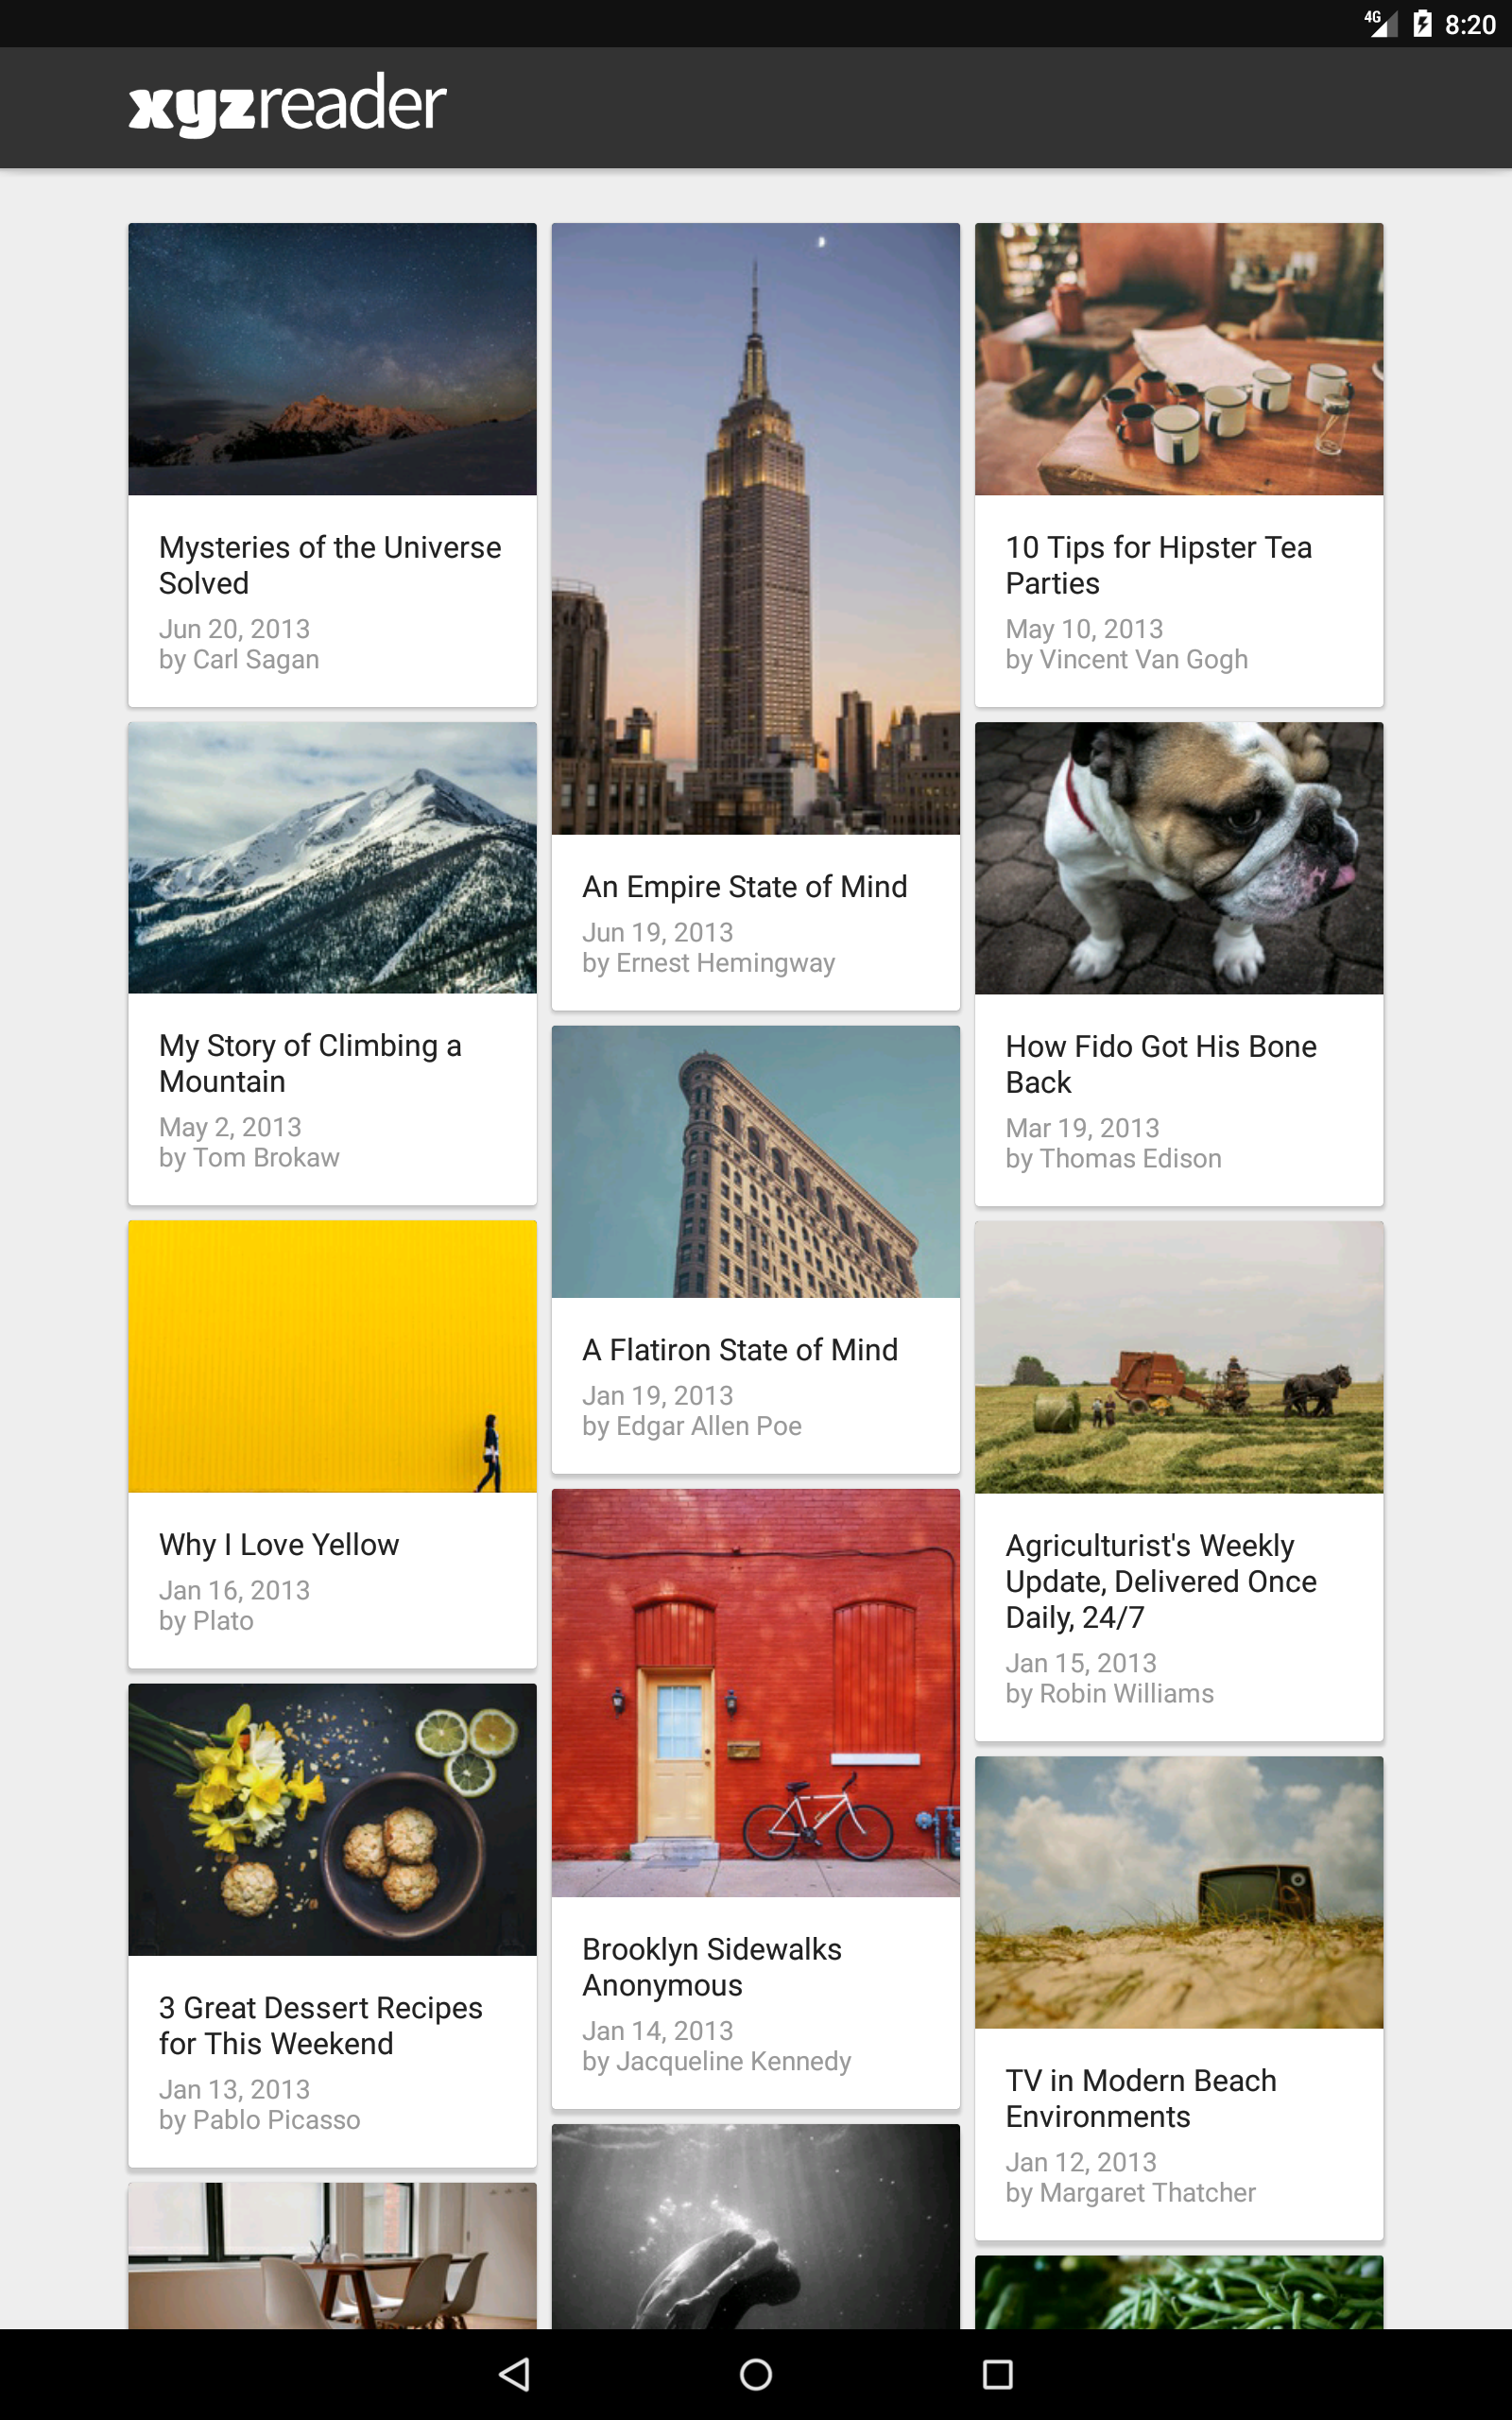 4G 8:20
xyzreader
Mysteries of the Universe
Solved
Jun 20, 2013
by Carl Sagan
An Empire State of Mind
Jun 19, 2013
by Ernest Hemingway
10 Tips for Hipster Tea
Parties
May 10, 2013
by Vincent Van Gogh
My Story of Climbing a
Mountain
May 2, 2013
by Tom Brokaw
How Fido Got His Bone
Back
Mar 19, 2013
by Thomas Edison
A Flatiron State of Mind
Jan 19, 2013
by Edgar Allen Poe
Why I Love Yellow
Jan 16, 2013
by Plato
Agriculturist's Weekly
Update, Delivered Once
Daily, 24/7
Jan 15, 2013
by Robin Williams
Brooklyn Sidewalks
Anonymous
Jan 14, 2013
by Jacqueline Kennedy
3 Great Dessert Recipes
for This Weekend
Jan 13, 2013
by Pablo Picasso
TV in Modern Beach
Environments
Jan 12, 2013
by Margaret Thatcher